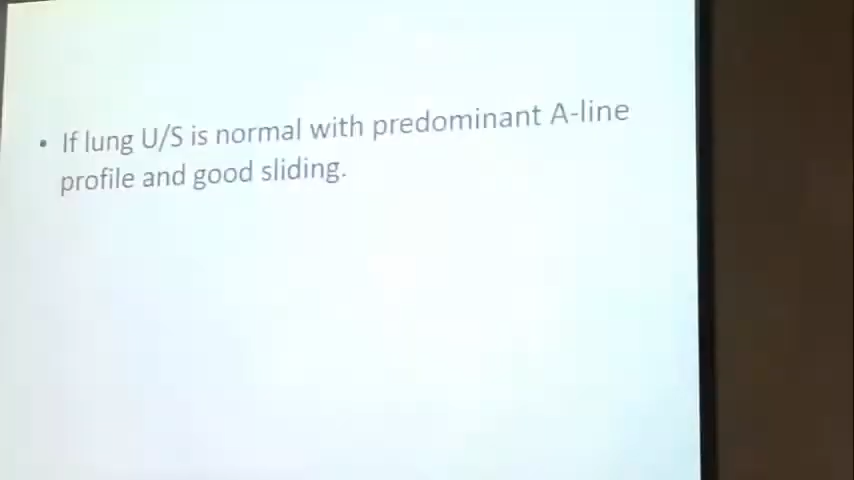 • If lung U/S is normal with predominant A-line
profile and good sliding.